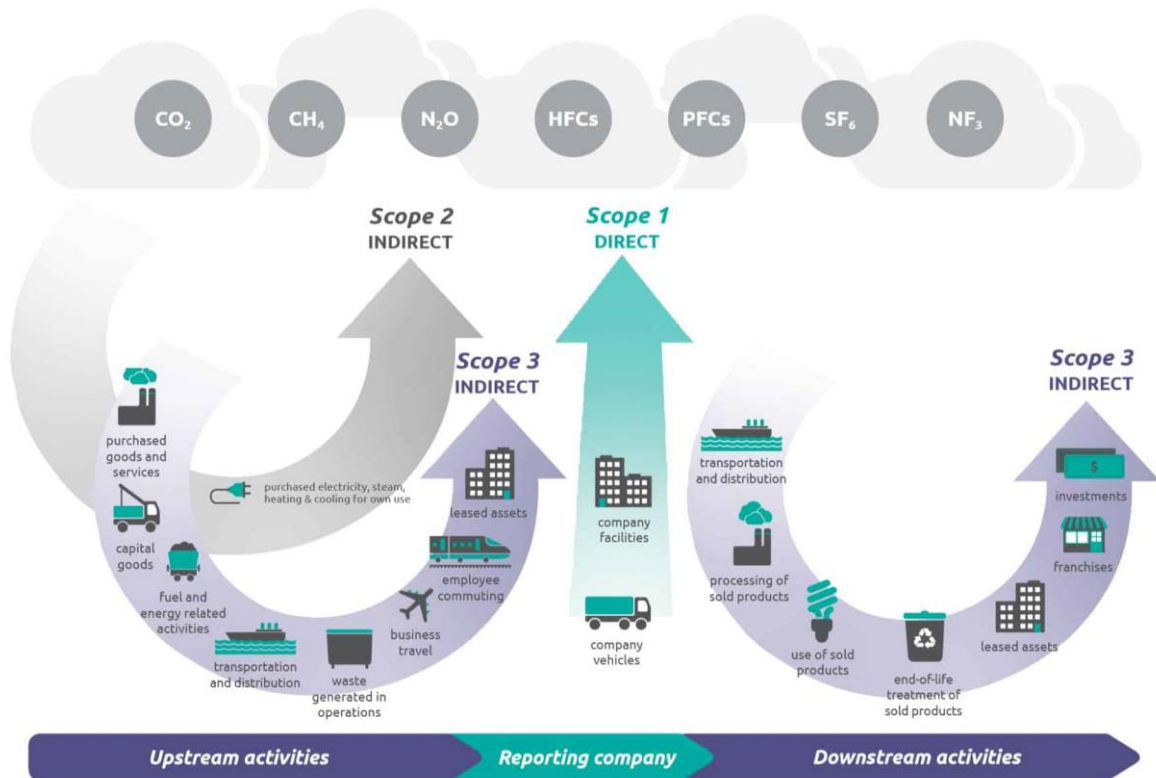 CO₂
CH₄
N₂O
HFCs
PFCs
SF₆
NF₃
Scope 2
INDIRECT
Scope 1
DIRECT
Scope 3
INDIRECT
Scope 3
INDIRECT
purchased
goods and
services
capital
goods
fuel and
energy related
activities
transportation
and distribution
waste
generated in
operations
business
travel
employee
commuting
leased assets
purchased electricity, steam,
heating & cooling for own use
company
facilities
company
vehicles
transportation
and distribution
processing of
sold products
use of sold
products
end-of-life
treatment of
sold products
leased assets
franchises
$
investments
Upstream activities
Reporting company
Downstream activities